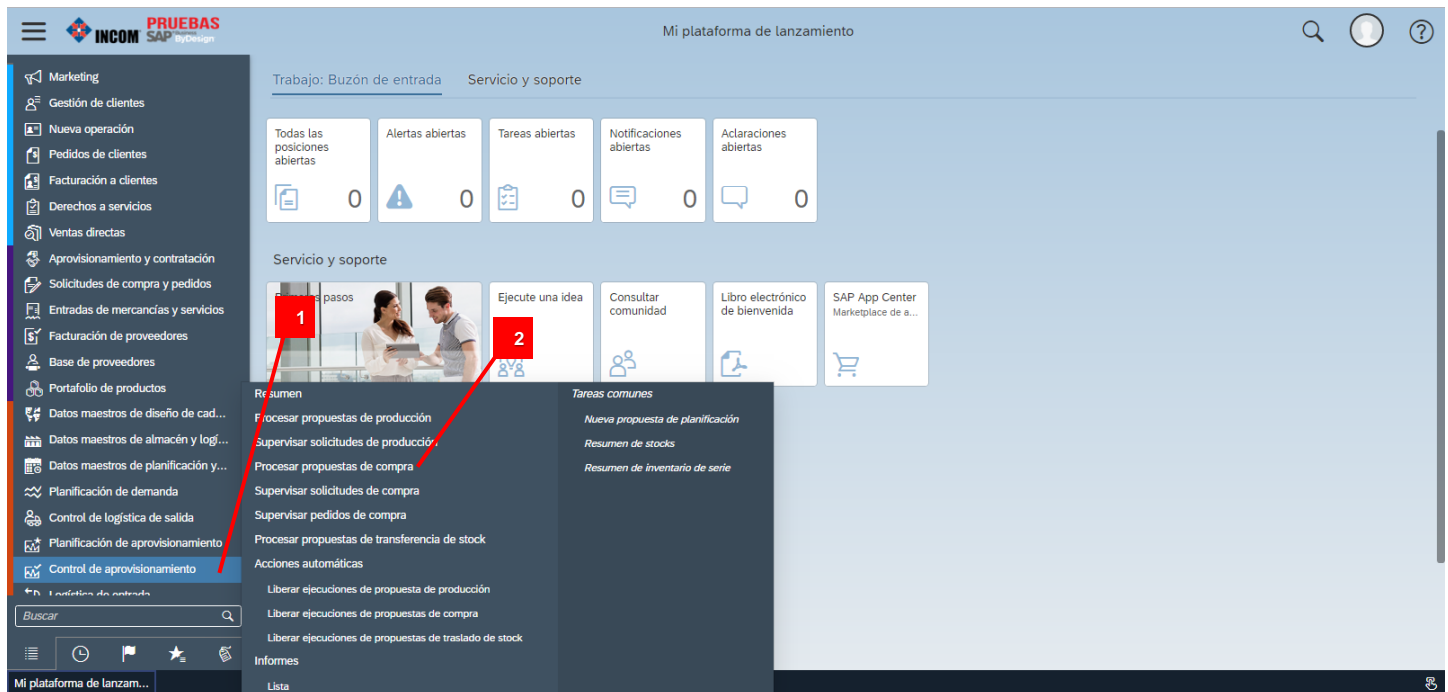 INCOM
PRUEBAS
SAP Business
ByDesign
Mi plataforma de lanzamiento
Marketing
Gestión de clientes
Nueva operación
Pedidos de clientes
Facturación a clientes
Derechos a servicios
Ventas directas
Aprovisionamiento y contratación
Solicitudes de compra y pedidos
Entradas de mercancías y servicios
Facturación de proveedores
Base de proveedores
Portafolio de productos
Datos maestros de diseño de cad...
Datos maestros de almacén y logí...
Datos maestros de planificación y...
Planificación de demanda
Control de logística de salida
Planificación de aprovisionamiento
Control de aprovisionamiento
Logística de entrada
Buscar
Trabajo: Buzón de entrada
Servicio y soporte
Todas las
posiciones
abiertas
0
Alertas abiertas
0
Tareas abiertas
0
Notificaciones
abiertas
0
Aclaraciones
abiertas
0
Servicio y soporte
pasos
Ejecute una idea
Consultar
comunidad
Libro electrónico
de bienvenida
SAP App Center
Marketplace de a...
1
2
Resumen
Procesar propuestas de producción
Supervisar solicitudes de producción
Procesar propuestas de compra
Supervisar solicitudes de compra
Supervisar pedidos de compra
Procesar propuestas de transferencia de stock
Acciones automáticas
Liberar ejecuciones de propuesta de producción
Liberar ejecuciones de propuestas de compra
Liberar ejecuciones de propuestas de traslado de stock
Informes
Lista
Tareas comunes
Nueva propuesta de planificación
Resumen de stocks
Resumen de inventario de serie
Mi plataforma de lanzam...